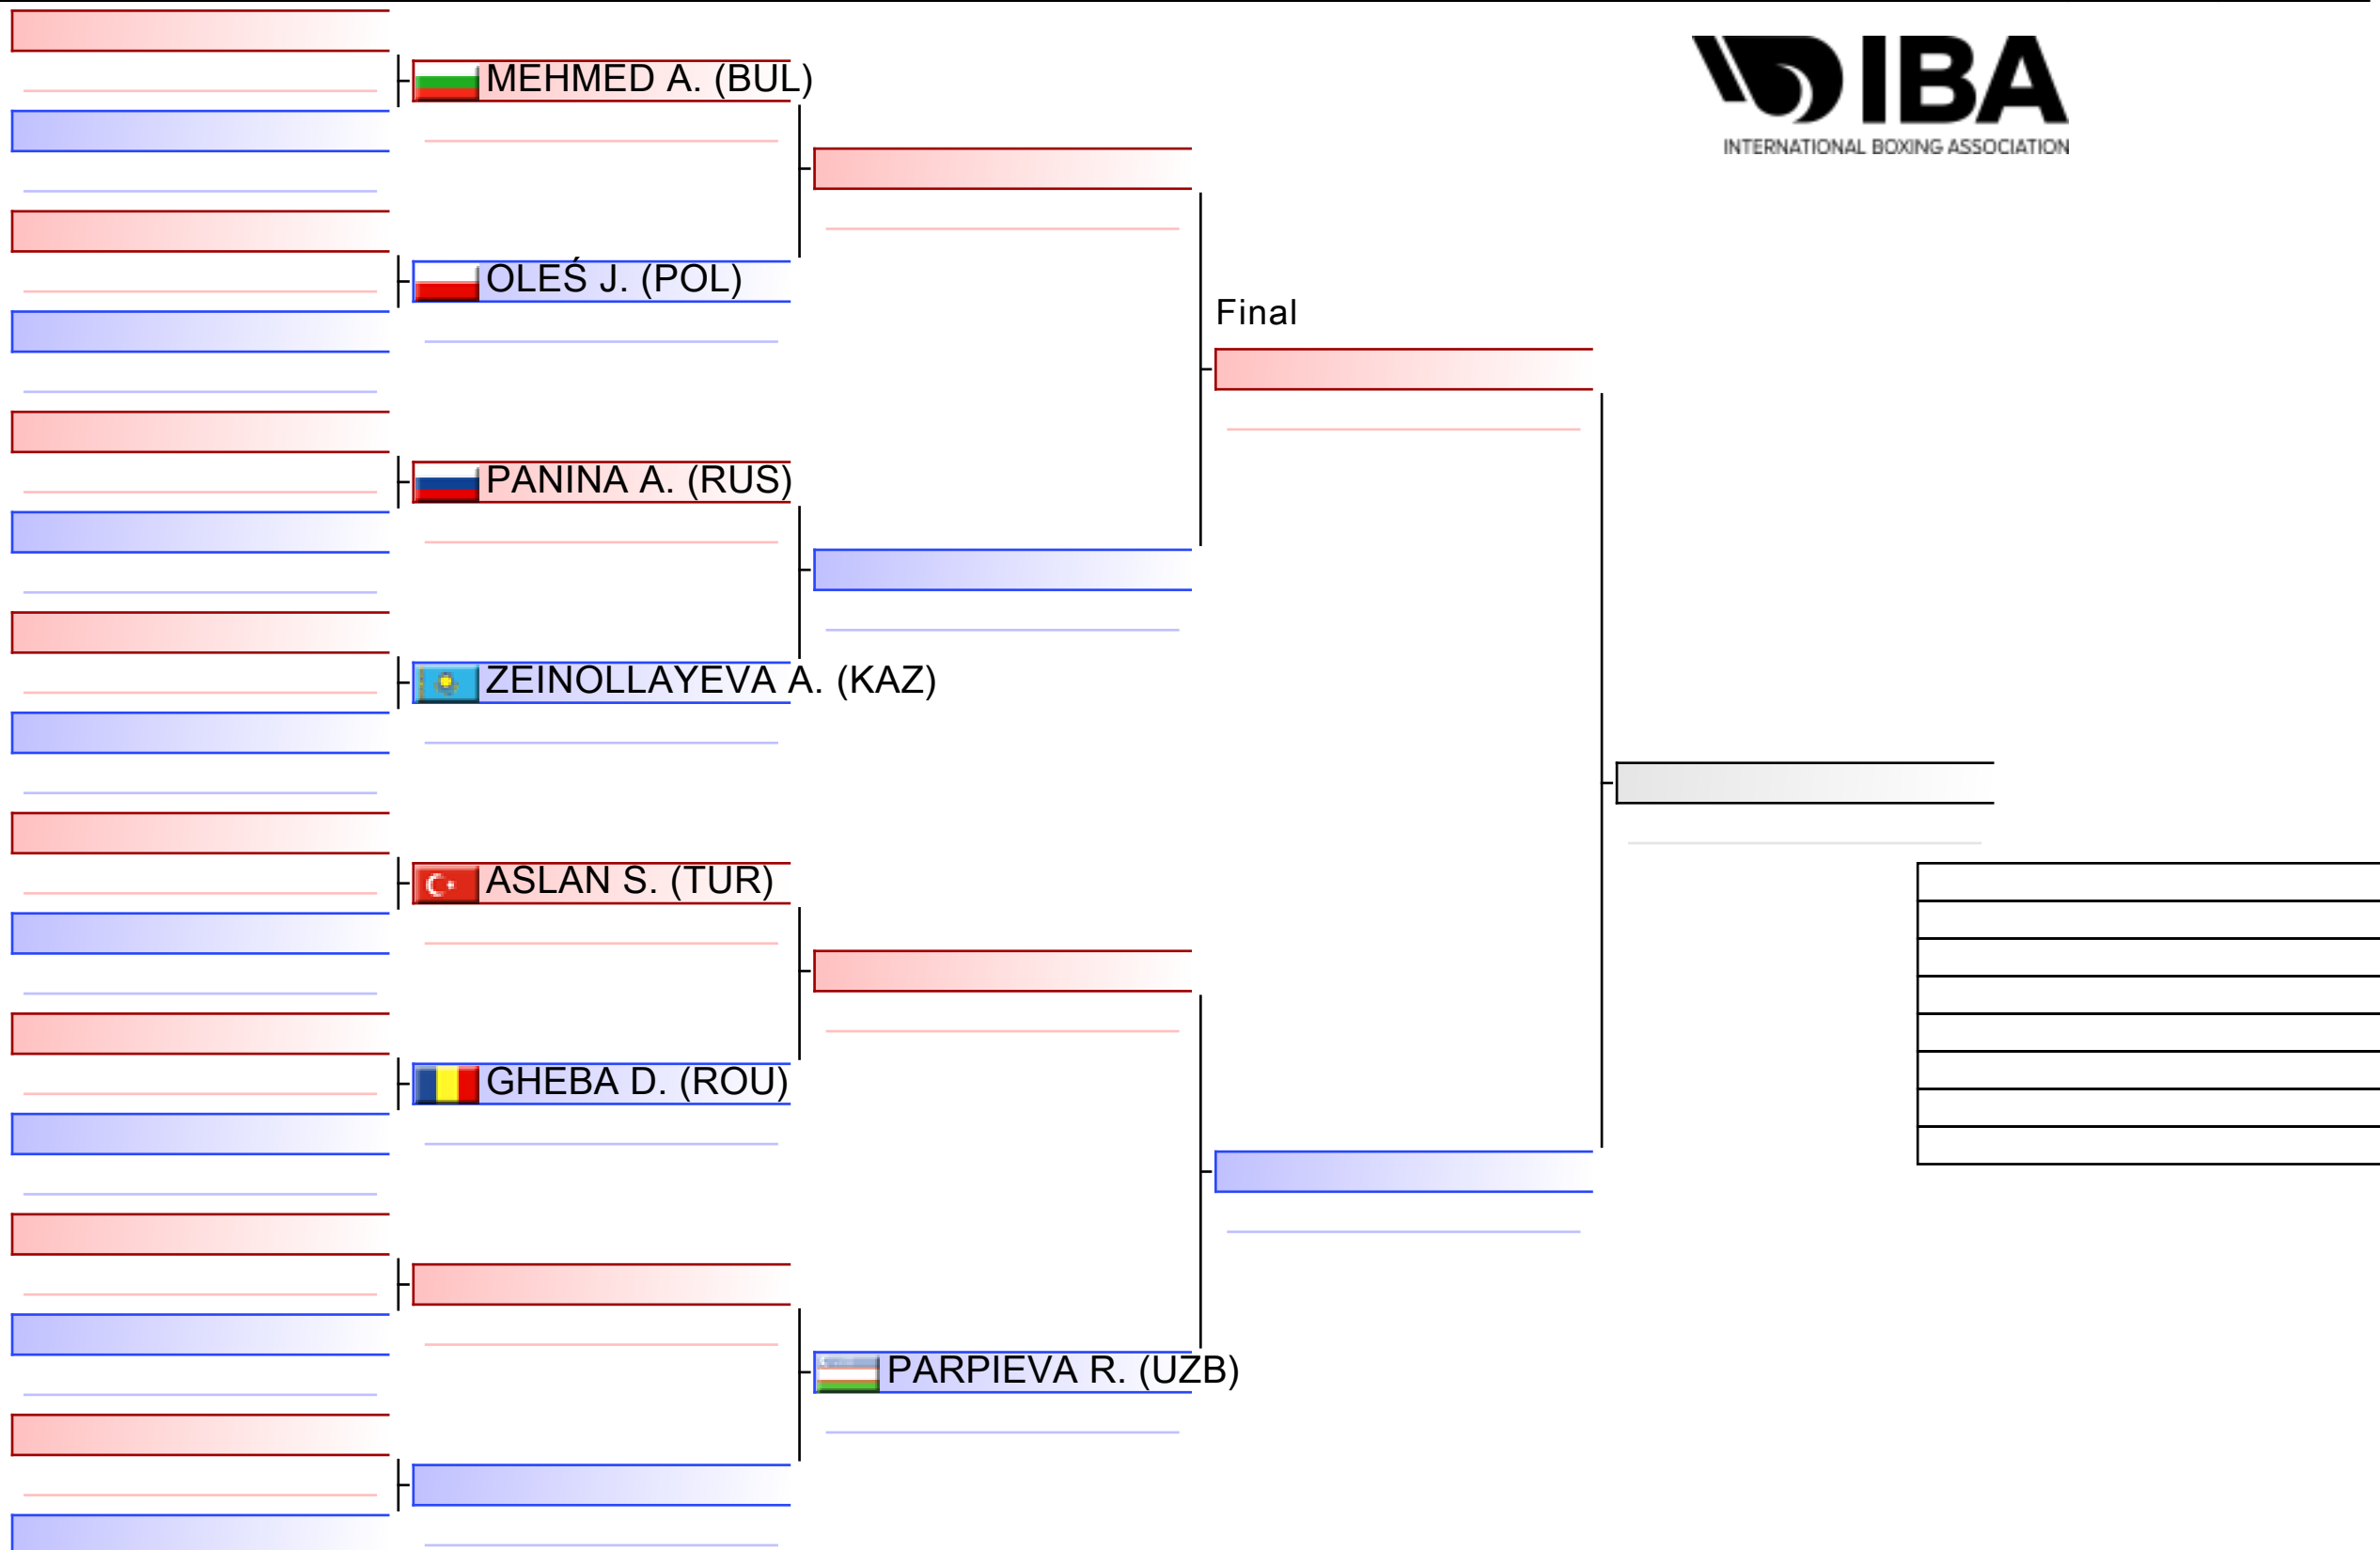 IBA
INTERNATIONAL BOXING ASSOCIATION
MEHMED A. (BUL)
OLEŚ J. (POL)
Final
PANINA A. (RUS)
ZEINOLLAYEVA A. (KAZ)
ASLAN S. (TUR)
GHEBA D. (ROU)
PARPIEVA R. (UZB)